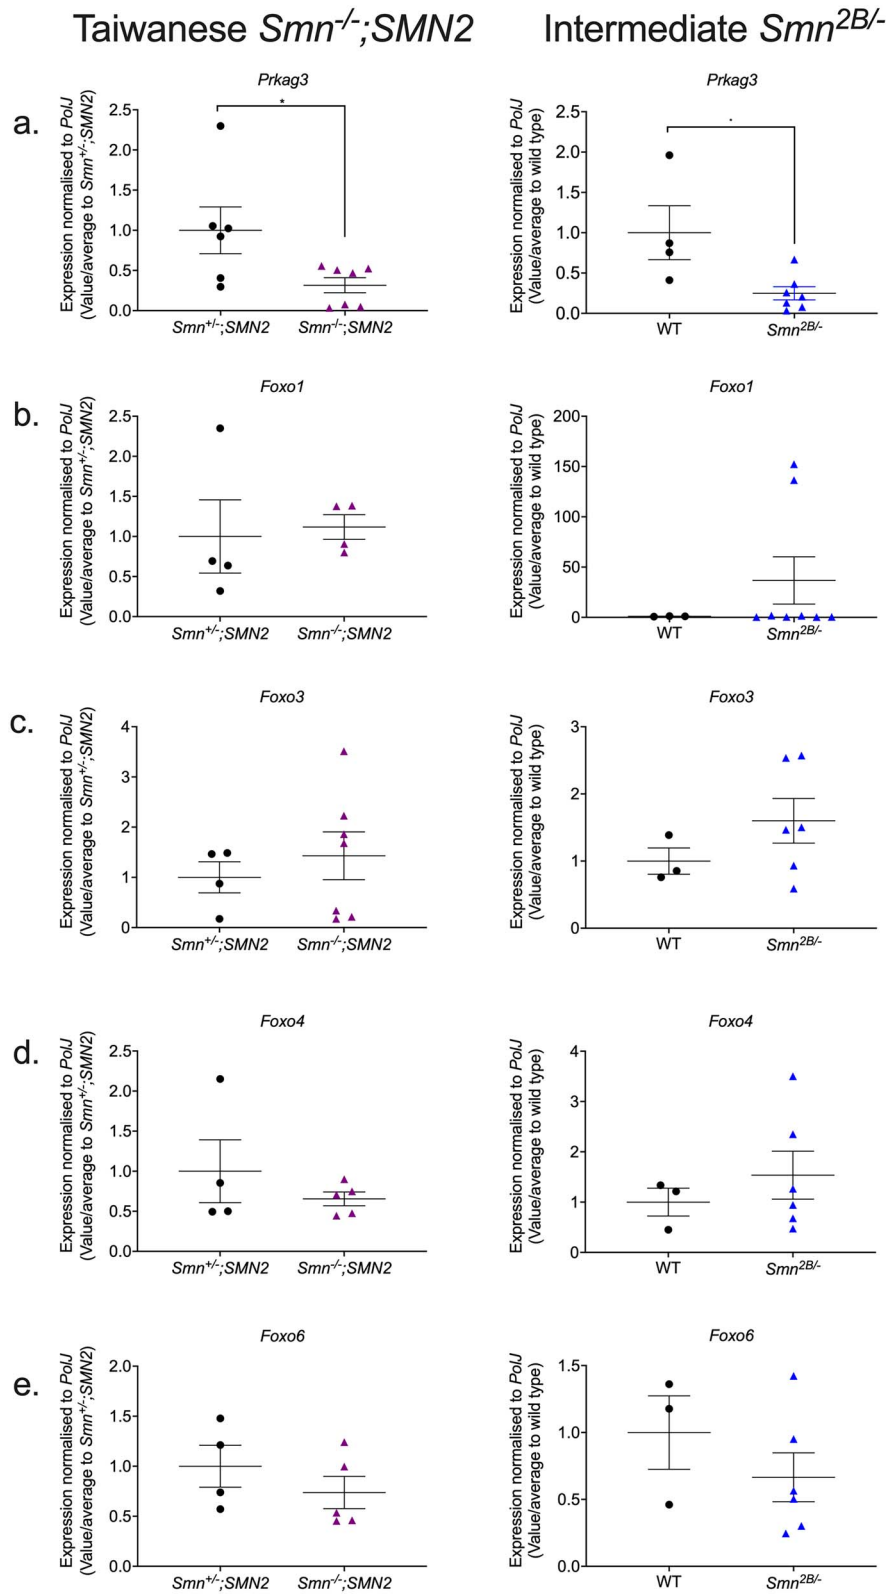 Taiwanese Smn-/-;SMN2
Intermediate Smn2B/-
a.
Prkag3
Expression normalised to PolJ
(Value/average to Smn+/-;SMN2)
2.5
2.0
1.5
1.0
0.5
0.0
*
Smn+/-;SMN2
Smn-/-;SMN2
Prkag3
Expression normalised to PolJ
(Value/average to wild type)
2.5
2.0
1.5
1.0
0.5
0.0
*
WT
Smn2B/-
b.
Foxo1
Expression normalised to PolJ
(Value/average to Smn+/-;SMN2)
2.5
2.0
1.5
1.0
0.5
0.0
Smn+/-;SMN2
Smn-/-;SMN2
Foxo1
Expression normalised to PolJ
(Value/average to wild type)
200
150
100
50
0
WT
Smn2B/-
c.
Foxo3
Expression normalised to PolJ
(Value/average to Smn+/-;SMN2)
4
3
2
1
0
Smn+/-;SMN2
Smn-/-;SMN2
Foxo3
Expression normalised to PolJ
(Value/average to wild type)
3
2
1
0
WT
Smn2B/-
d.
Foxo4
Expression normalised to PolJ
(Value/average to Smn+/-;SMN2)
2.5
2.0
1.5
1.0
0.5
0.0
Smn+/-;SMN2
Smn-/-;SMN2
Foxo4
Expression normalised to PolJ
(Value/average to wild type)
4
3
2
1
0
WT
Smn2B/-
e.
Foxo6
Expression normalised to PolJ
(Value/average to Smn+/-;SMN2)
2.0
1.5
1.0
0.5
0.0
Smn+/-;SMN2
Smn-/-;SMN2
Foxo6
Expression normalised to PolJ
(Value/average to wild type)
1.5
1.0
0.5
0.0
WT
Smn2B/-